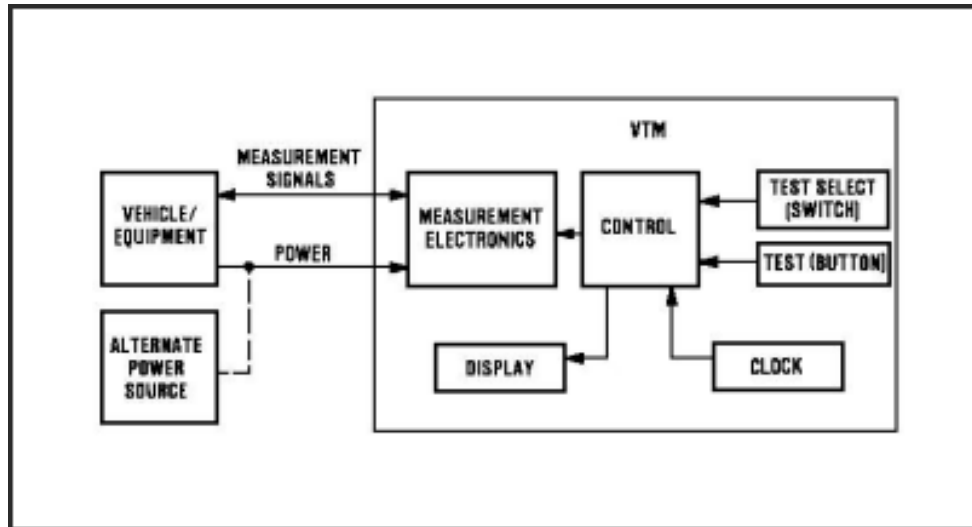 VTM
MEASUREMENT
SIGNALS
VEHICLE/
EQUIPMENT
POWER
MEASUREMENT
ELECTRONICS
CONTROL
TEST SELECT
(SWITCH)
TEST (BUTTON)
ALTERNATE
POWER
SOURCE
DISPLAY
CLOCK